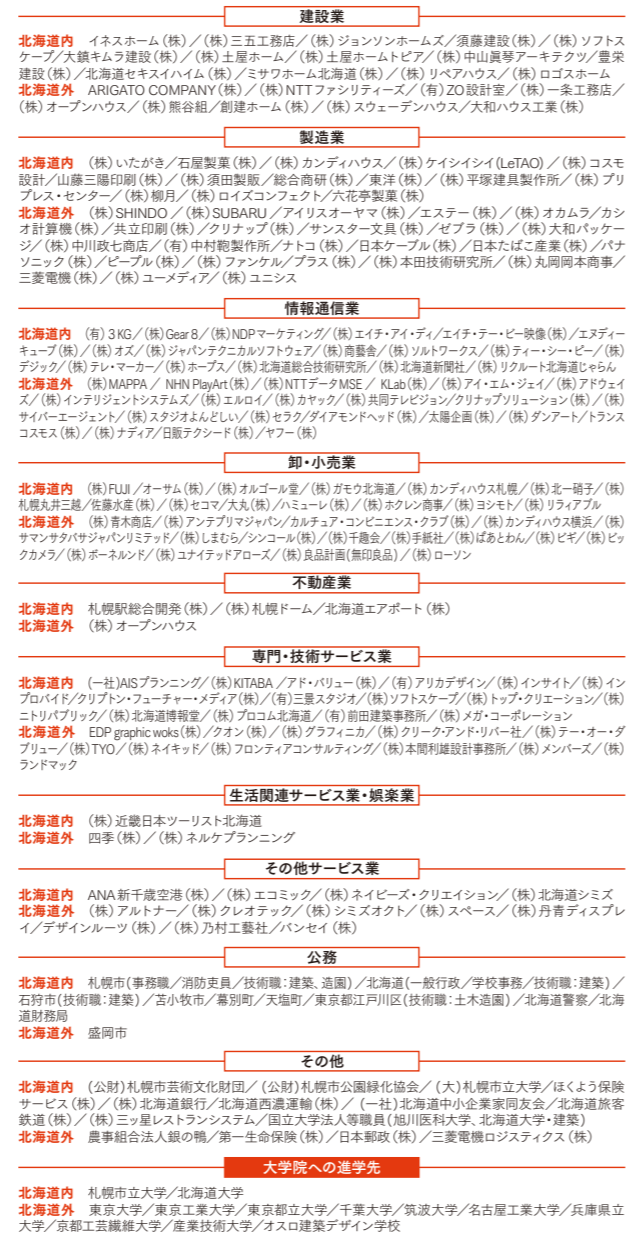 建設業
北海道内　イネスホーム（株）／（株）三五工務店／（株）ジョンソンホームズ／須藤建設（株）／（株）ソフトス
ケープ／大鎮キムラ建設（株）／（株）土屋ホーム／（株）土屋ホームトピア／（株）中山眞琴アーキテクツ／豊栄
建設（株）／北海道セキスイハイム（株）／ミサワホーム北海道（株）／（株）リペアハウス／（株）ロゴスホーム
北海道外　ARIGATO COMPANY（株）／（株）NTTファシリティーズ／（有）ZO設計室／（株）一条工務店／
（株）オープンハウス／（株）熊谷組／創建ホーム（株）／（株）スウェーデンハウス／大和ハウス工業（株）
製造業
北海道内　（株）いたがき／石屋製菓（株）／（株）カンディハウス／（株）ケイシイシイ（LeTAO）／（株）コスモ
設計／山藤三陽印刷（株）／（株）須田製販／総合商研（株）／東洋（株）／（株）平塚建具製作所／（株）プリ
プレス・センター／（株）柳月／（株）ロイズコンフェクト／六花亭製菓（株）
北海道外　（株）SHINDO／（株）SUBARU／アイリスオーヤマ（株）／エステー（株）／（株）オカムラ／カシ
オ計算機（株）／共立印刷（株）／クリナップ（株）／サンスター文具（株）／ゼブラ（株）／（株）大和パッケー
ジ／（株）中川政七商店／（有）中村鞄製作所／ナトコ（株）／日本ケーブル（株）／日本たばこ産業（株）／パナ
ソニック（株）／ピープル（株）／（株）ファンケル／プラス（株）／（株）本田技術研究所／（株）丸岡岡本商事／
三菱電機（株）／（株）ユーメディア／（株）ユニシス
情報通信業
北海道内　（有）3KG／（株）Gear8／（株）NDPマーケティング／（株）エイチ・アイ・ディ／エイチ・テー・ビー映像（株）／エヌディー
キューブ（株）／（株）オズ／（株）ジャパンテクニカルソフトウェア／（株）商藝舎／（株）ソルトワークス／（株）ティー・シー・ピー／（株）
デジック／（株）テレ・マーカー／（株）ホープス／（株）北海道総合技術研究所／（株）北海道新聞社／（株）リクルート北海道じゃらん
北海道外　（株）MAPPA／ NHN PlayArt（株）／（株）NTTデータMSE ／ KLab（株）／（株）アイ・エム・ジェイ／（株）アドウェイ
ズ／（株）インテリジェントシステムズ／（株）エルロイ／（株）カヤック／（株）共同テレビジョン／クリナップソリューション（株）／（株）
サイバーエージェント／（株）スタジオよんどしい／（株）セラク／ダイアモンドヘッド（株）／太陽企画（株）／（株）ダンアート／トランス
コスモス（株）／（株）ナディア／日販テクシード（株）／ヤフー（株）
卸・小売業
北海道内　（株）FUJI／オーサム（株）／（株）オルゴール堂／（株）ガモウ北海道／（株）カンディハウス札幌／（株）北一硝子／（株）
札幌丸井三越／佐藤水産（株）／（株）セコマ／大丸（株）／ハミューレ（株）／（株）ホクレン商事／（株）ヨシモト／（株）リライアブル
北海道外　（株）青木商店／（株）アンテプリマジャパン／カルチュア・コンビニエンス・クラブ（株）／（株）カンディハウス横浜／（株）
サマンサタバサジャパンリミテッド／（株）しまむら／シンコール（株）／（株）千趣会／（株）手紙社／（株）ぱあとわん／（株）ビギ／（株）ビッ
クカメラ／（株）ボーネルンド／（株）ユナイテッドアローズ／（株）良品計画（無印良品）／（株）ローソン
不動産業
北海道内　札幌駅総合開発（株）／（株）札幌ドーム／北海道エアポート（株）
北海道外　（株）オープンハウス
専門・技術サービス業
北海道内　（一社）AISプランニング／（株）KITABA／アド・バリュー（株）／（有）アリカデザイン／（株）インサイト／（株）イン
プロバイド／クリプトン・フューチャー・メディア（株）／（有）三景スタジオ／（株）ソフトスケープ／（株）トップ・クリエーション／（株）
ニトリパブリック／（株）北海道博報堂／（株）プロコム北海道／（有）前田建築事務所／（株）メガ・コーポレーション
北海道外　EDP graphic woks（株）／クオン（株）／（株）グラフィニカ／（株）クリーク・アンド・リバー社／（株）テー・オー・ダ
ブリュー／（株）TYO／（株）ネイキッド／（株）フロンティアコンサルティング／（株）本間利雄設計事務所／（株）メンバーズ／（株）
ランドマック
生活関連サービス業・娯楽業
北海道内　（株）近畿日本ツーリスト北海道
北海道外　四季（株）／（株）ネルケプランニング
その他サービス業
北海道内　ANA新千歳空港（株）／（株）エコミック／（株）ネイビーズ・クリエイション／（株）北海道シミズ
北海道外　（株）アルトナー／（株）クレオテック／（株）シミズオクト／（株）スペース／（株）丹青ディスプレ
イ／デザインルーツ（株）／（株）乃村工藝社／バンセイ（株）
公務
北海道内　札幌市（事務職／消防吏員／技術職：建築、造園）／北海道（一般行政／学校事務／技術職：建築）／
石狩市（技術職：建築）／苫小牧市／幕別町／天塩町／東京都江戸川区（技術職：土木造園）／北海道警察／北海
道財務局
北海道外　盛岡市
その他
北海道内　（公財）札幌市芸術文化財団／（公財）札幌市公園緑化協会／（大）札幌市立大学／ほくよう保険
サービス（株）／（株）北海道銀行／北海道西濃運輸（株）／（一社）北海道中小企業家同友会／北海道旅客
鉄道（株）／（株）三ッ星レストランシステム／国立大学法人等職員（旭川医科大学、北海道大学・建築）
北海道外　農事組合法人銀の鴨／第一生命保険（株）／日本郵政（株）／三菱電機ロジスティクス（株）
大学院への進学先
北海道内　札幌市立大学／北海道大学
北海道外　東京大学／東京工業大学／東京都立大学／千葉大学／筑波大学／名古屋工業大学／兵庫県立
大学／京都工芸繊維大学／産業技術大学／オスロ建築デザイン学校